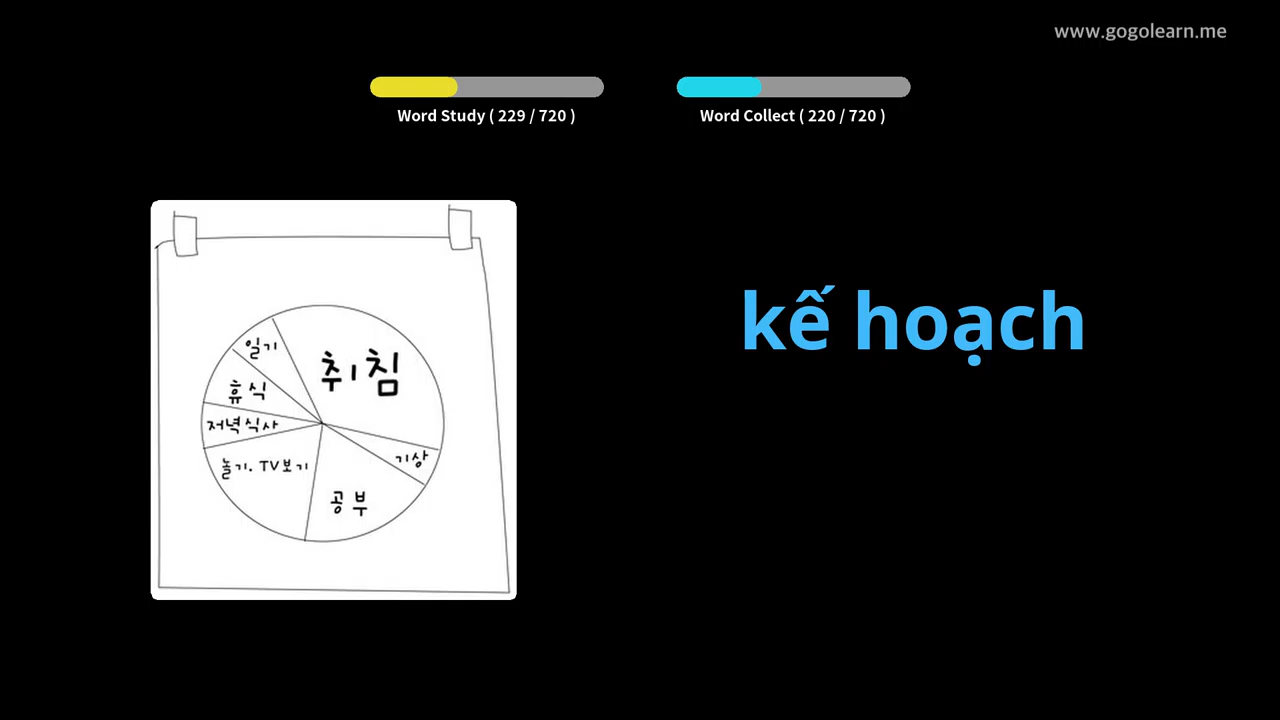 www.gogolearn.me
Word Study ( 229 / 720 )
Word Collect ( 220 / 720 )
일기
취침
휴식
저녁식사
놀기. TV보기
기상
공부
kế hoạch